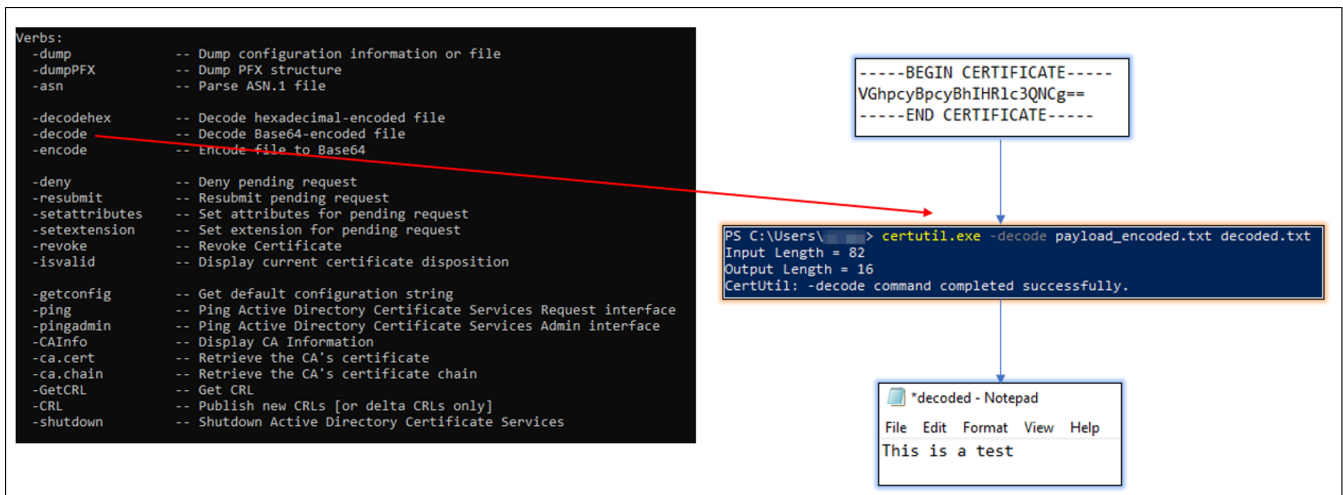 Verbs:
-dump -- Dump configuration information or file
-dumpPFX -- Dump PFX structure
-asn -- Parse ASN.1 file
-decodehex -- Decode hexadecimal-encoded file
-decode -- Decode Base64-encoded file
-encode -- Encode file to Base64
-deny -- Deny pending request
-resubmit -- Resubmit pending request
-setattributes -- Set attributes for pending request
-setextension -- Set extension for pending request
-revoke -- Revoke Certificate
-isvalid -- Display current certificate disposition
-getconfig -- Get default configuration string
-ping -- Ping Active Directory Certificate Services Request interface
-pingadmin -- Ping Active Directory Certificate Services Admin interface
-CAInfo -- Display CA Information
-ca.cert -- Retrieve the CA's certificate
-ca.chain -- Retrieve the CA's certificate chain
-GetCRL -- Get CRL
-CRL -- Publish new CRLs [or delta CRLs only]
-shutdown -- Shutdown Active Directory Certificate Services
-----BEGIN CERTIFICATE-----
VGhpcyBpcyBhIHRlc3QNCg==
-----END CERTIFICATE-----
PS C:\Users\ > certutil.exe -decode payload_encoded.txt decoded.txt
Input Length = 82
Output Length = 16
CertUtil: -decode command completed successfully.
*decoded - Notepad
File Edit Format View Help
This is a test